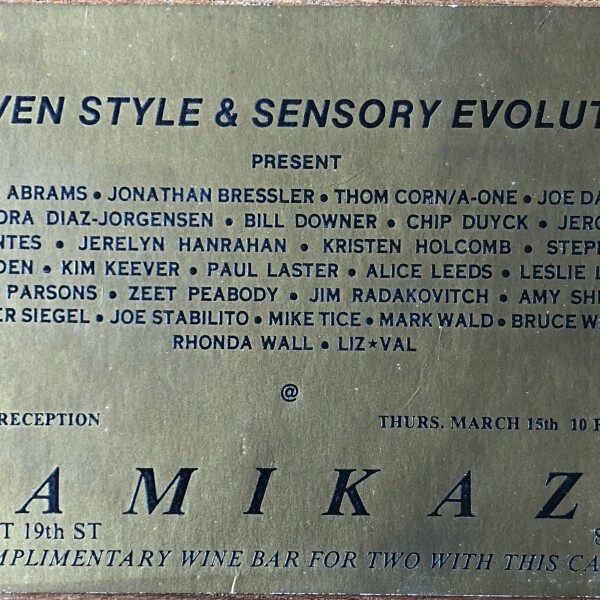 VEN STYLE & SENSORY EVOLUT
PRESENT
ABRAMS • JONATHAN BRESSLER • THOM CORN/A-ONE • JOE DA
ORA DIAZ-JORGENSEN • BILL DOWNER • CHIP DUYCK • JERO
NTES • JERELYN HANRAHAN • KRISTEN HOLCOMB • STEP
DEN • KIM KEEVER • PAUL LASTER • ALICE LEEDS • LESLIE L
PARSONS • ZEET PEABODY • JIM RADAKOVITCH • AMY SH
ER SIEGEL • JOE STABILITO • MIKE TICE • MARK WALD • BRUCE W
RHONDA WALL • LIZ★VAL
@
RECEPTION THURS. MARCH 15th 10
AMIKAZ
T 19th ST
MPLIMENTARY WINE BAR FOR TWO WITH THIS CA